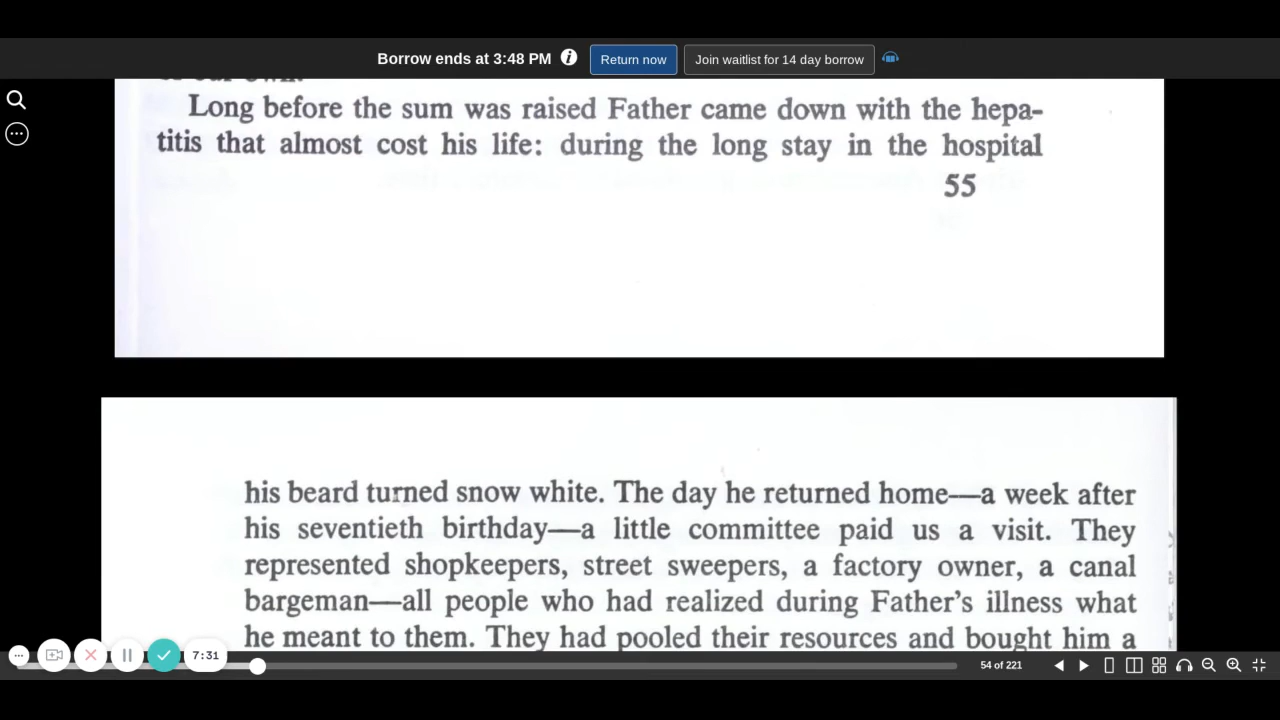 Borrow ends at 3:48 PM Return now Join waitlist for 14 day borrow
of our own.
Long before the sum was raised Father came down with the hepa-
titis that almost cost his life: during the long stay in the hospital
55
his beard turned snow white. The day he returned home—a week after
his seventieth birthday—a little committee paid us a visit. They
represented shopkeepers, street sweepers, a factory owner, a canal
bargeman—all people who had realized during Father's illness what
he meant to them. They had pooled their resources and bought him a
7:31
54 of 221